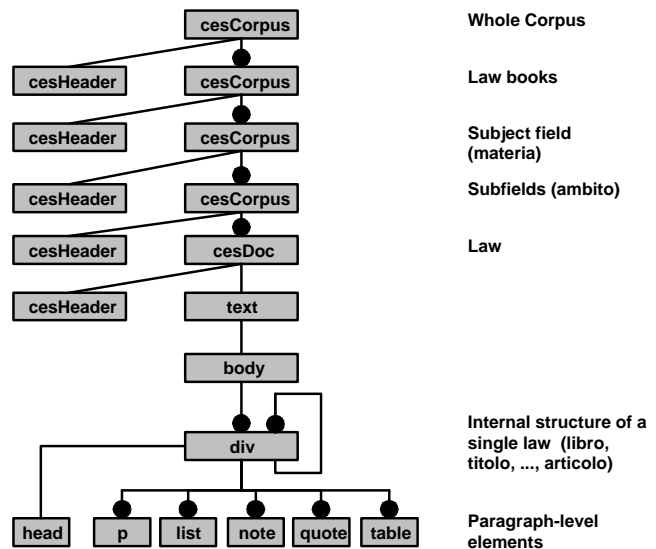 cesCorpus Whole Corpus
cesHeader cesCorpus Law books
cesHeader cesCorpus Subject field
(materia)
cesHeader cesCorpus Subfields (ambito)
cesHeader cesDoc Law
cesHeader text
body
Internal structure of a
div single law (libro,
titolo, ..., articolo)
head p list note quote table Paragraph-level
elements